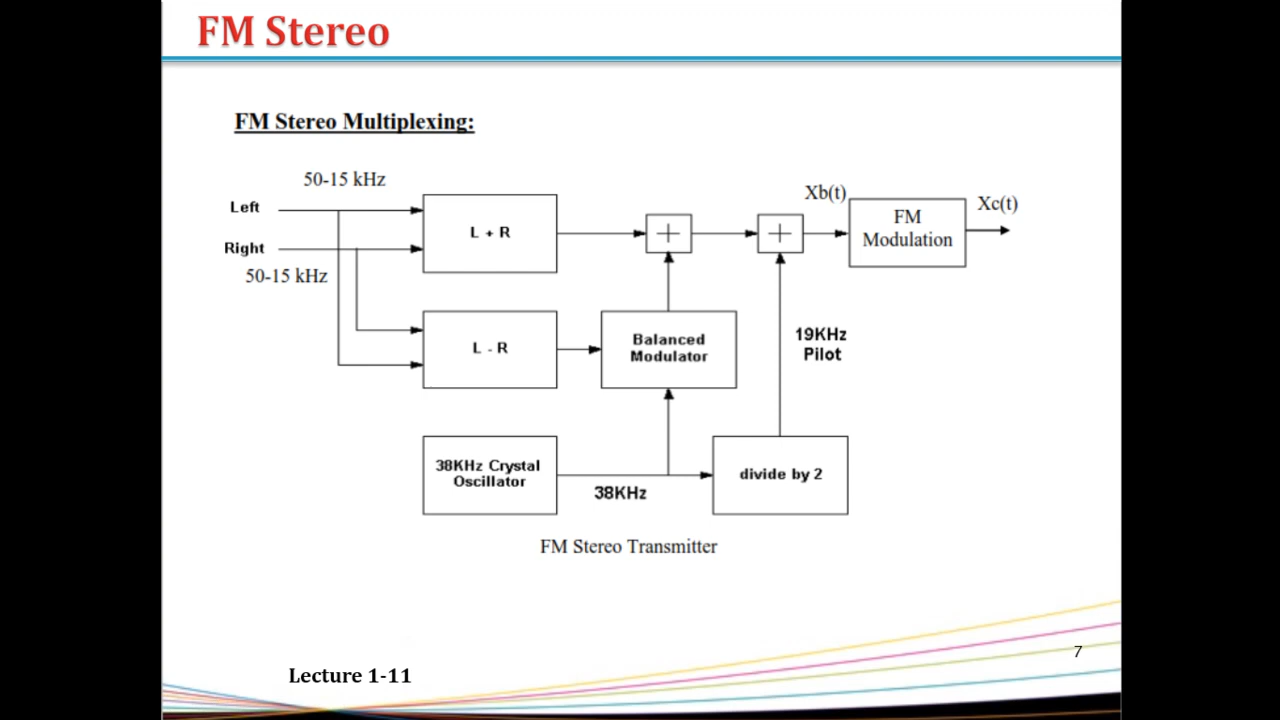 FM Stereo
FM Stereo Multiplexing:
50-15 kHz
Left
Right
50-15 kHz
L + R
+
+
Xb(t)
FM
Modulation
Xc(t)
L - R
Balanced
Modulator
19KHz
Pilot
38KHz Crystal
Oscillator
38KHz
divide by 2
FM Stereo Transmitter
7
Lecture 1-11